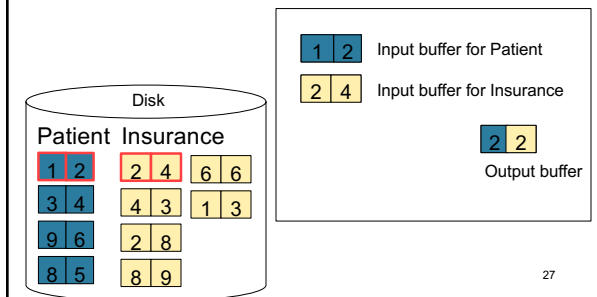 1 2 Input buffer for Patient
2 4 Input buffer for Insurance
2 2
Output buffer
Disk
Patient Insurance
1 2 2 4 6 6
3 4 4 3 1 3
9 6 2 8
8 5 8 9
27